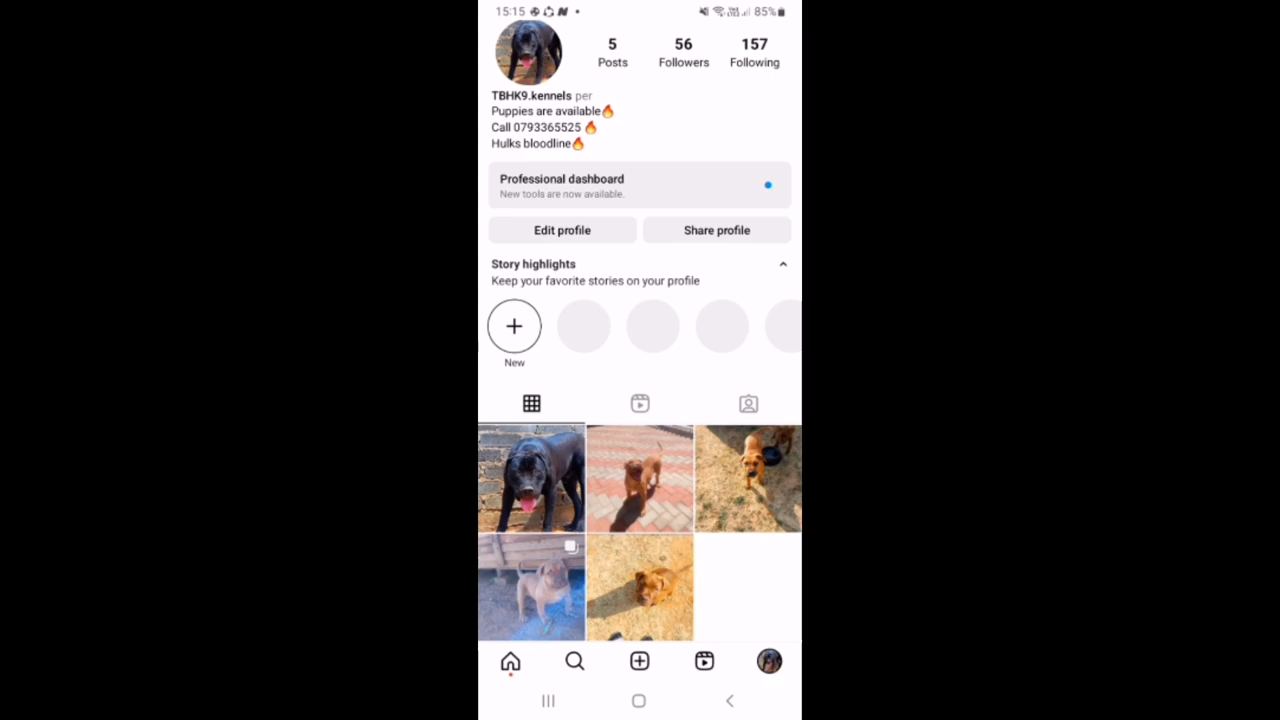 15:15 85%
5 56 157
Posts Followers Following
TBHK9.kennels per
Puppies are available🔥
Call 0793365525 🔥
Hulks bloodline🔥
Professional dashboard
New tools are now available.
Edit profile Share profile
Story highlights
Keep your favorite stories on your profile
New